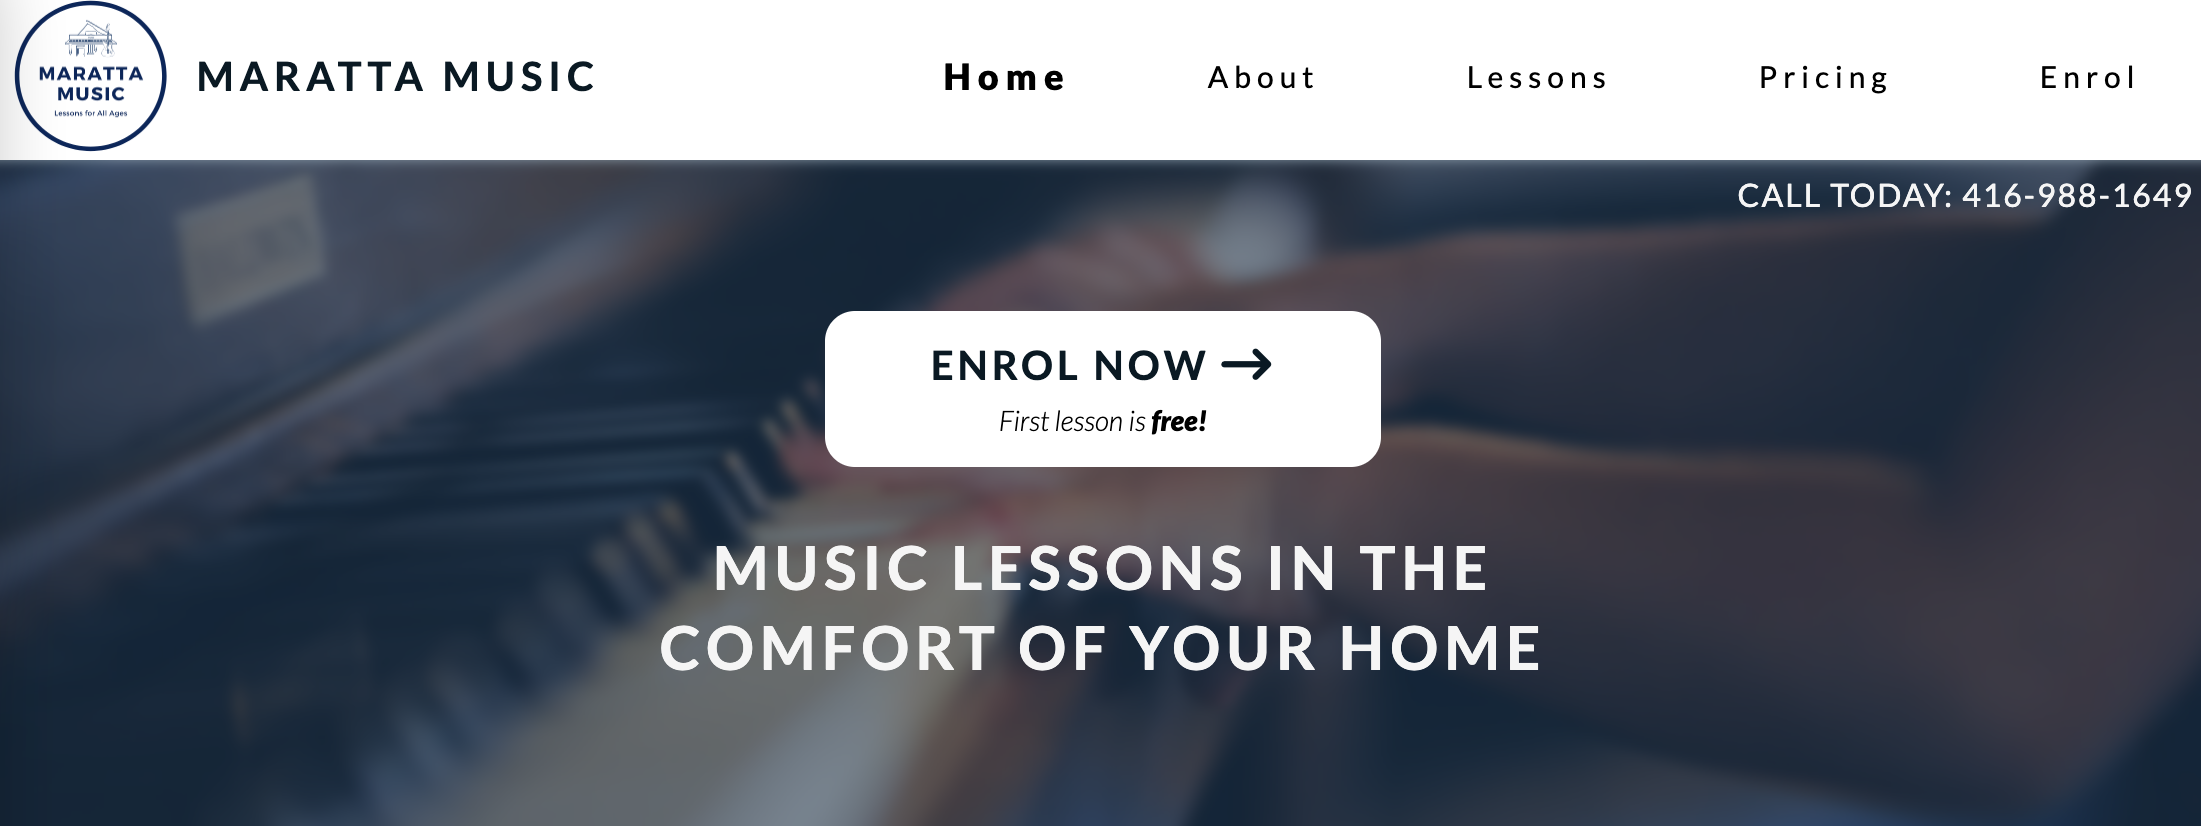 MARATTA
MUSIC
Lessons for All Ages
MARATTA MUSIC
Home
About
Lessons
Pricing
Enrol
CALL TODAY: 416-988-1649
ENROL NOW →
First lesson is free!
MUSIC LESSONS IN THE
COMFORT OF YOUR HOME